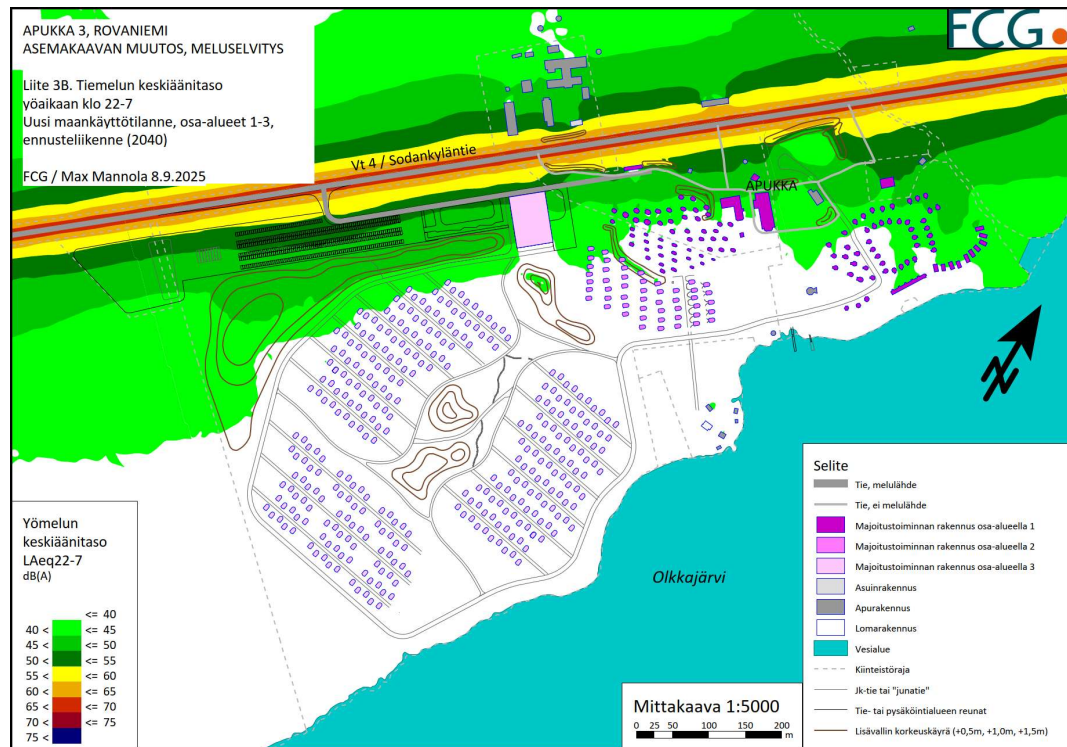 APUKKA 3, ROVANIEMI
ASEMAKAAVAN MUUTOS, MELUSELVITYS
Liite 3B. Tiemelun keskiäänitaso
yöaikaan klo 22-7
Uusi maankäyttötilanne, osa-alueet 1-3,
ennusteliikenne (2040)
FCG / Max Mannola 8.9.2025
FCG.
Vt 4 / Sodankyläntie
APUKKA
N
Olkkajärvi
Yömelun
keskiäänitaso
LAeq22-7
dB(A)
<= 40
40 < <= 45
45 < <= 50
50 < <= 55
55 < <= 60
60 < <= 65
65 < <= 70
70 < <= 75
75 <
Mittakaava 1:5000
0 25 50 100 150 200
m
Selite
Tie, melulähde
Tie, ei melulähde
Majoitustoiminnan rakennus osa-alueella 1
Majoitustoiminnan rakennus osa-alueella 2
Majoitustoiminnan rakennus osa-alueella 3
Asuinrakennus
Apurakennus
Lomarakennus
Vesialue
Kiinteistöraja
Jk-tie tai "junatie"
Tie- tai pysäköintialueen reunat
Lisävallin korkeuskäyrä (+0,5m, +1,0m, +1,5m)